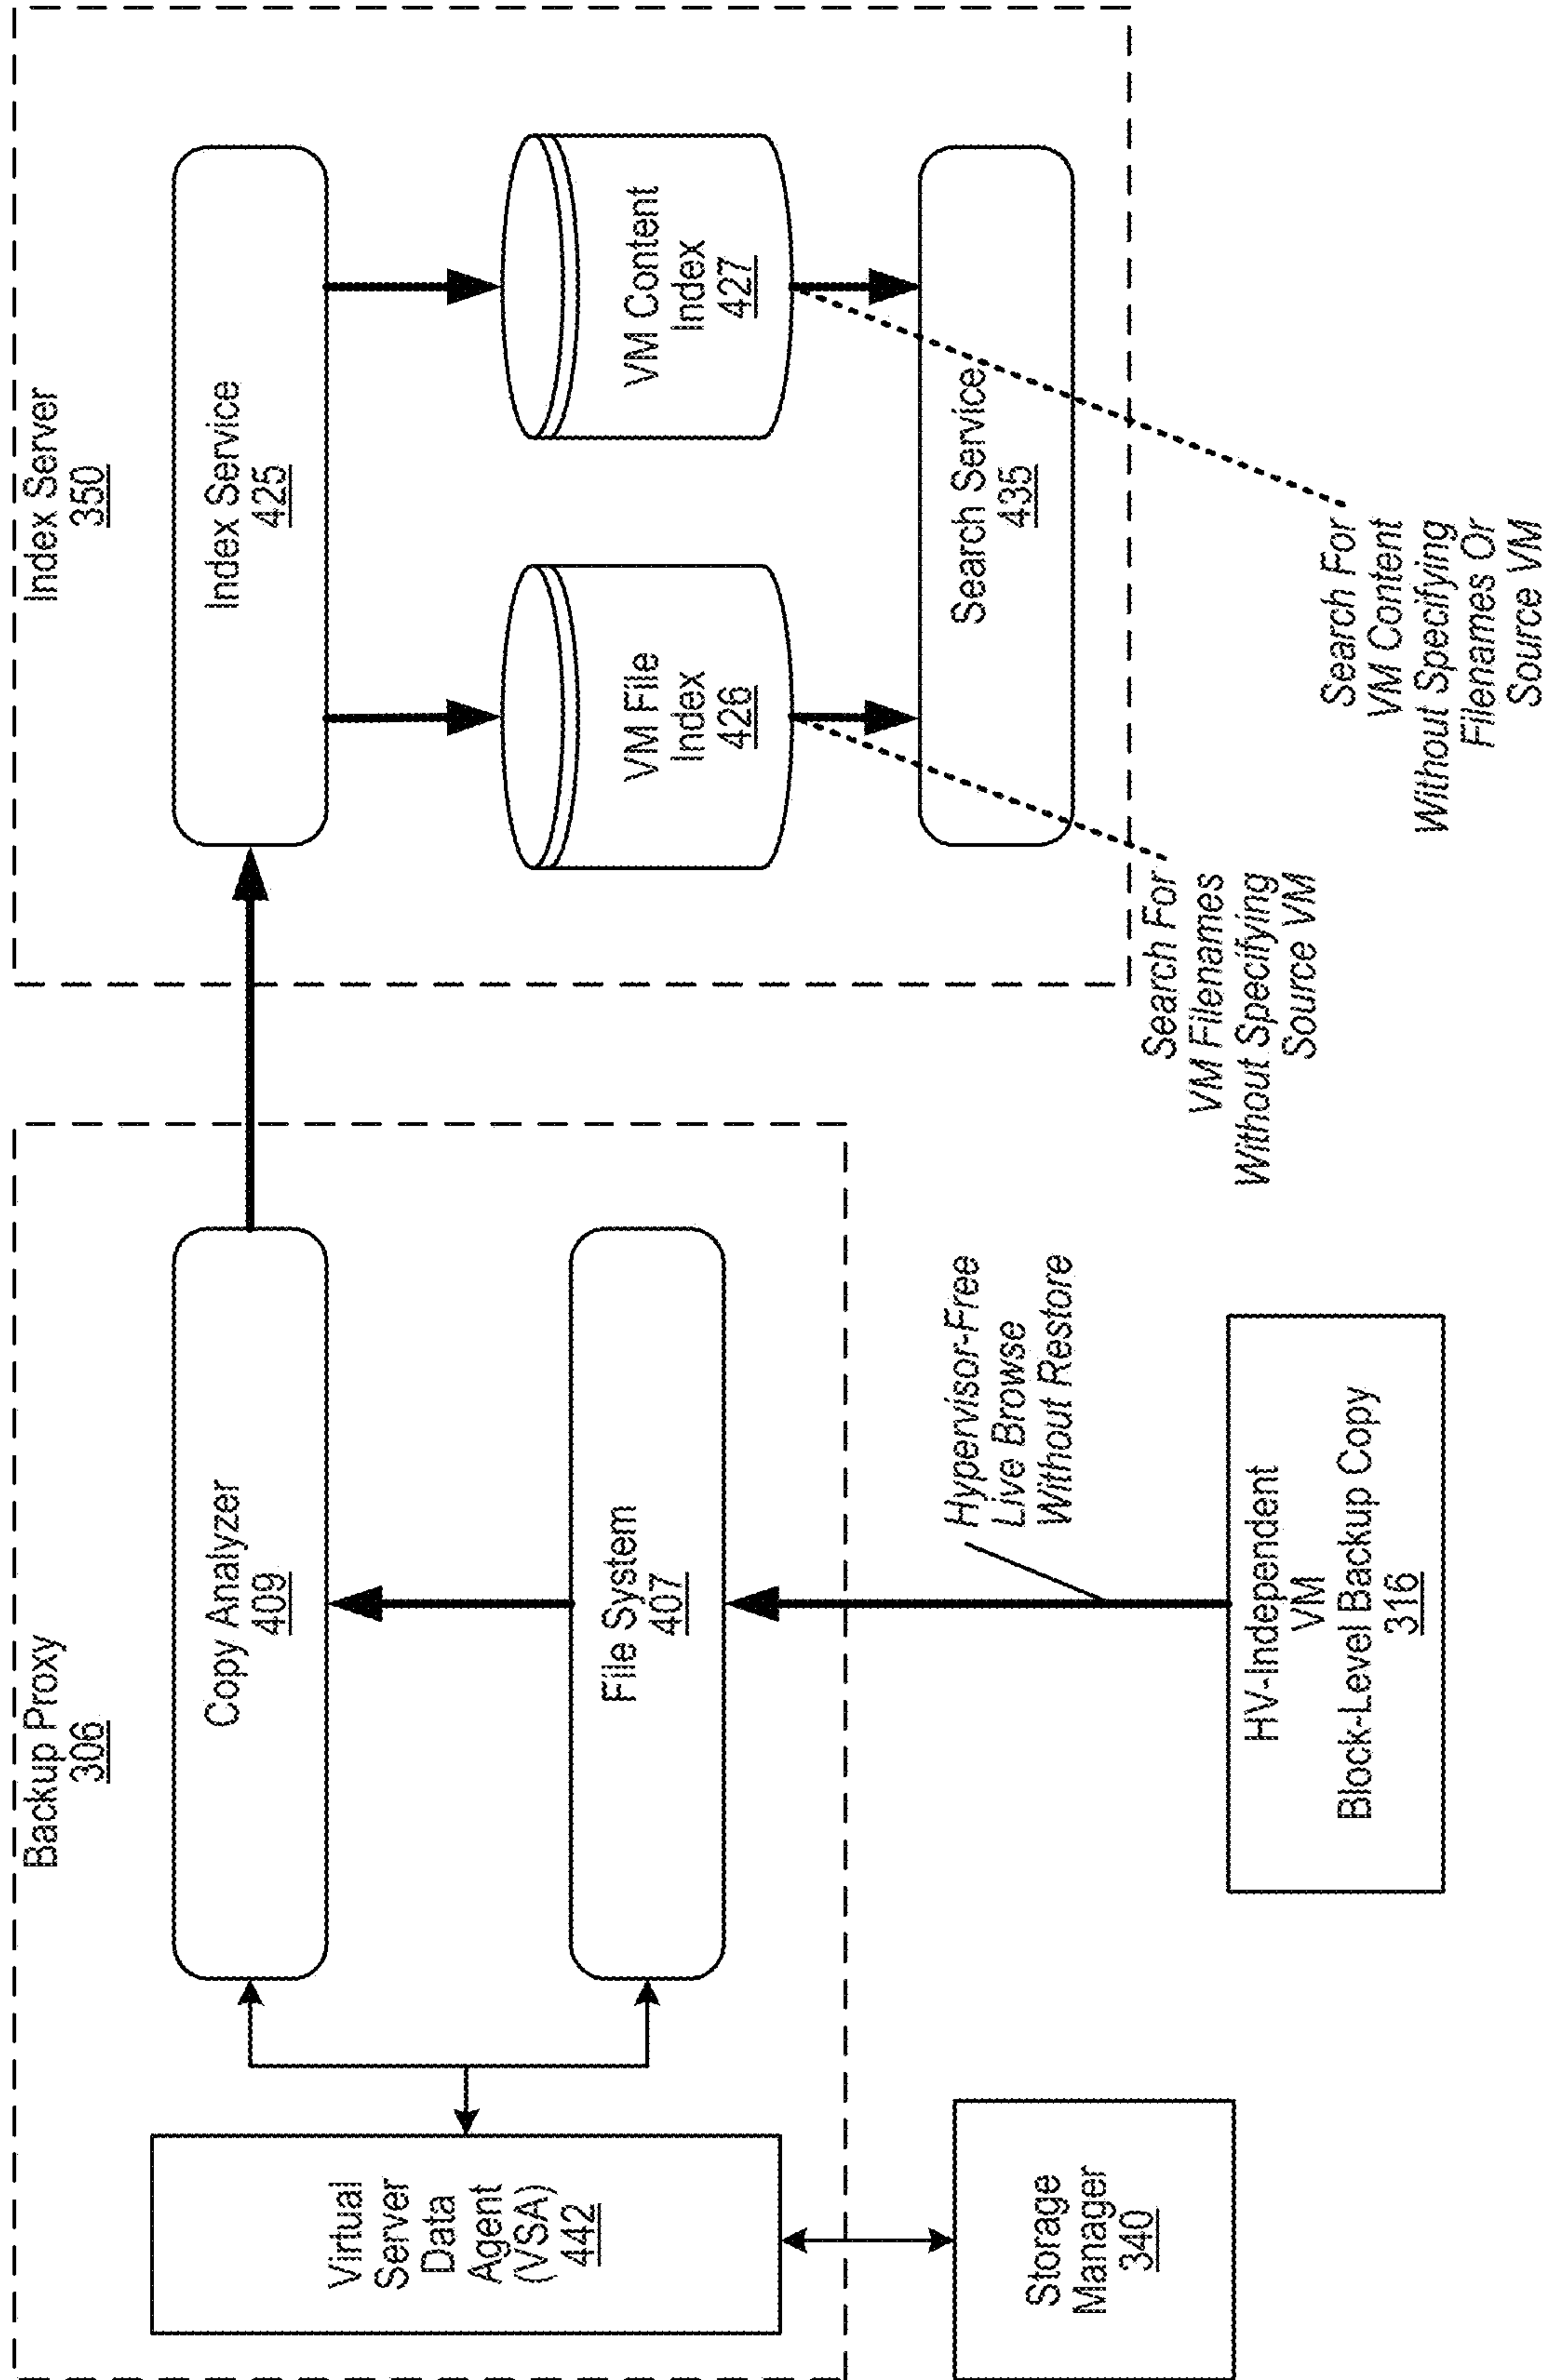 Backup Proxy
306
Virtual
Server
Data
Agent
(VSA)
442
Copy Analyzer
409
File System
407
Storage
Manager
340
Hypervisor-Free
Live Browse
Without Restore
HV-Independent
VM
Block-Level Backup Copy
316
Index Server
350
Index Service
425
VM File
Index
426
VM Content
Index
427
Search Service
435
Search For
VM Filenames
Without Specifying
Source VM
Search For
VM Content
Without Specifying
Filenames Or
Source VM